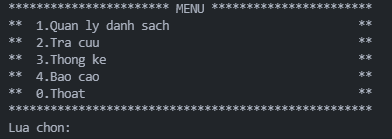 *********************** MENU ***********************
**  1.Quan ly danh sach                           **
**  2.Tra cuu                                     **
**  3.Thong ke                                    **
**  4.Bao cao                                     **
**  0.Thoat                                       **
****************************************************
Lua chon: